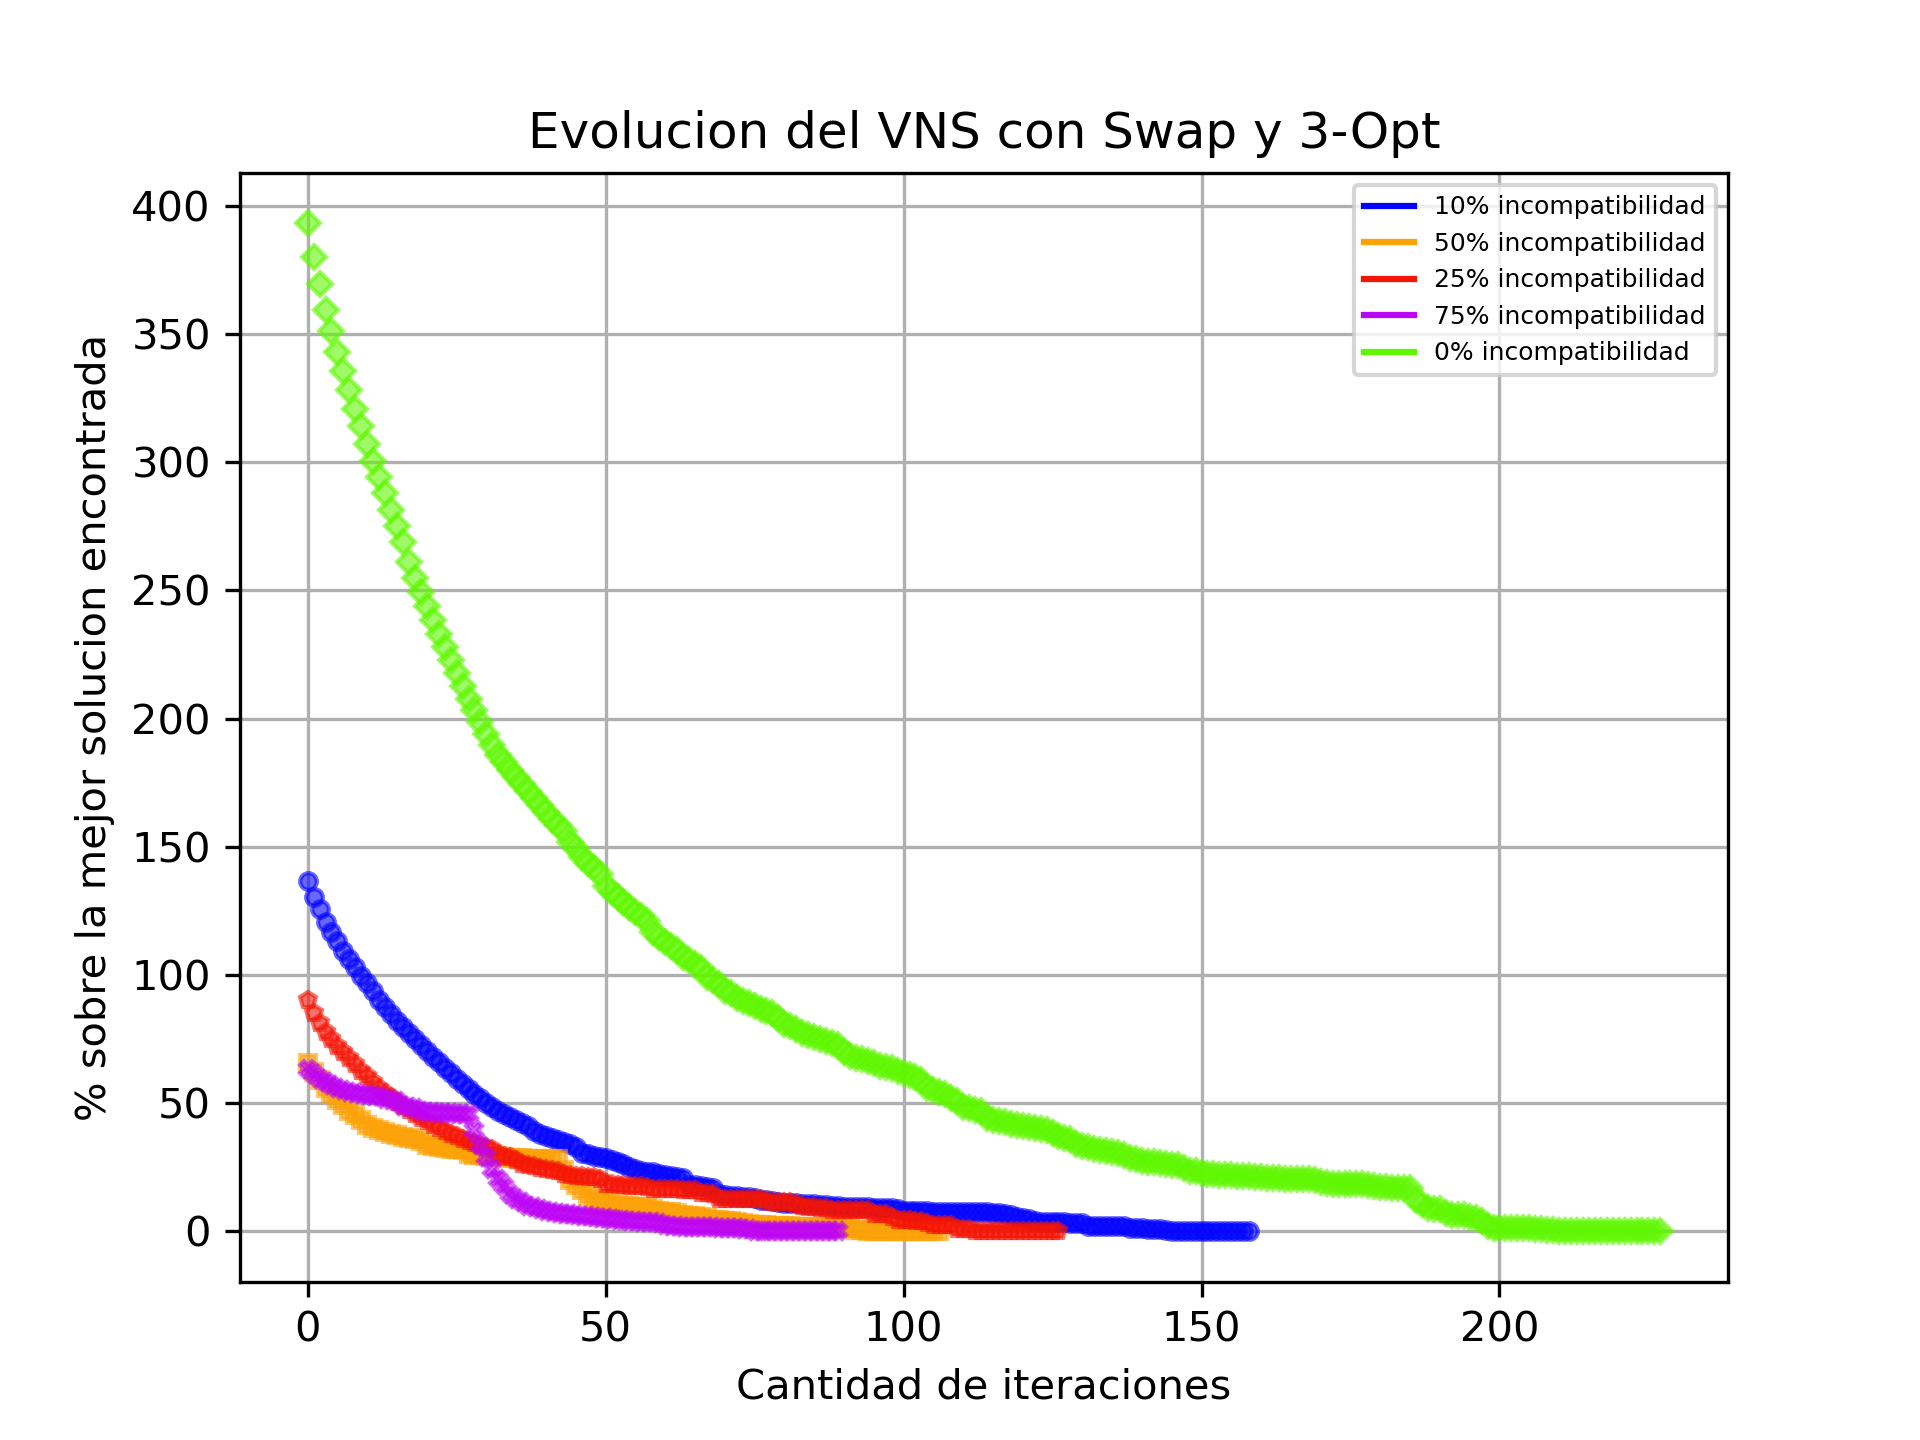 Evolucion del VNS con Swap y 3-Opt
400
350
300
250
200
150
100
50
0
% sobre la mejor solucion encontrada
10% incompatibilidad
50% incompatibilidad
25% incompatibilidad
75% incompatibilidad
0% incompatibilidad
0 50 100 150 200
Cantidad de iteraciones